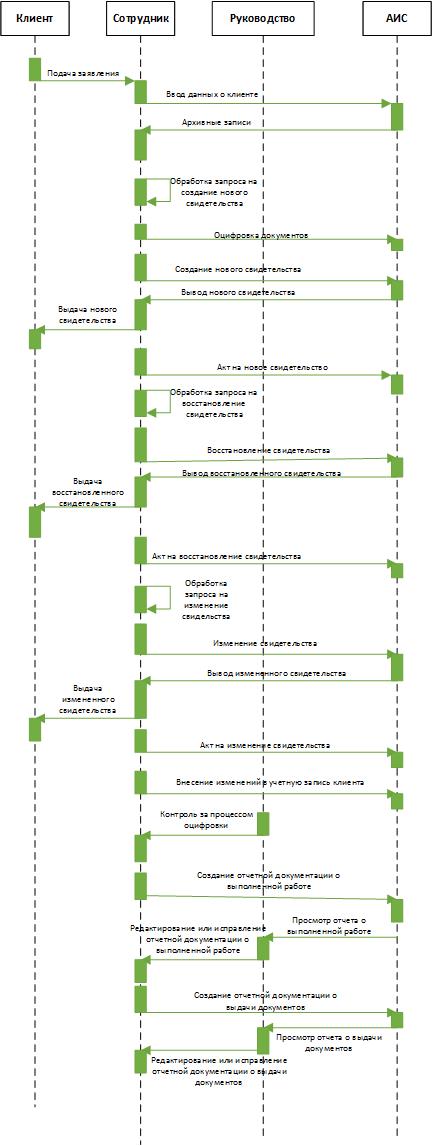 Клиент Сотрудник Руководство АИС
Подача заявления
Ввод данных о клиенте
Архивные записи
Обработка запроса на
создание нового
свидетельства
Оцифровка документов
Создание нового свидетельства
Вывод нового свидетельства
Выдача нового
свидетельства
Акт на новое свидетельство
Обработка запроса на
восстановление
свидетельства
Восстановление свидетельства
Вывод восстановленного свидетельства
Выдача
восстановленного
свидетельства
Акт на восстановление свидетельства
Обработка
запроса на
изменение
свидельства
Изменение свидетельства
Вывод измененного свидетельства
Выдача
измененного
свидетельства
Акт на изменение свидетельства
Внесение изменений в учетную запись клиента
Контроль за процессом
оцифровки
Создание отчетной документации о
выполненной работе
Просмотр отчета о
выполненной работе
Редактирование или исправление
отчетной документации о
выполненной работе
Создание отчетной документации о
выдачи документов
Просмотр отчета о выдачи
документов
Редактирование или исправление
отчетной документации о выдачи
документов